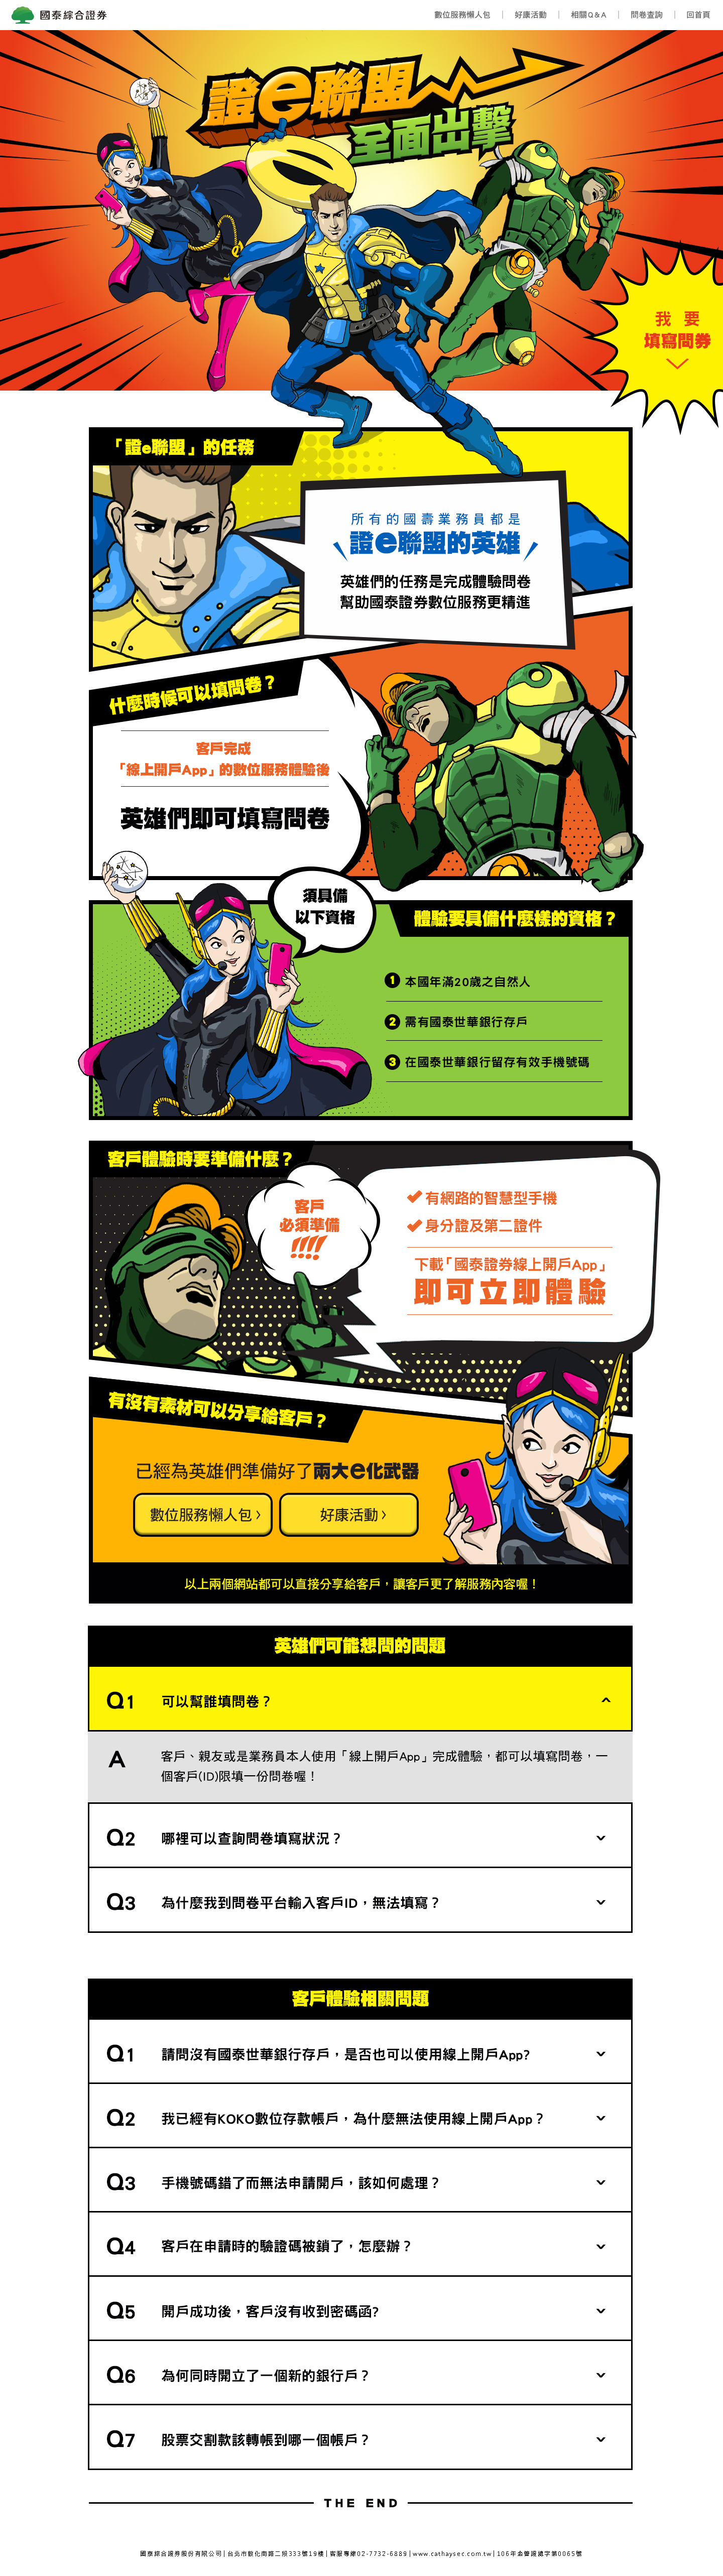 國泰綜合證券
數位服務懶人包 | 好康活動 | 相關Q&A | 問卷查詢 | 回首頁
證e聯盟
全面出擊
我要
填寫問券
「證e聯盟」的任務
所有的國壽業務員都是
證e聯盟的英雄
英雄們的任務是完成體驗問卷
幫助國泰證券數位服務更精進
什麼時候可以填問卷？
客戶完成
「線上開戶App」的數位服務體驗後
英雄們即可填寫問卷
須具備
以下資格
體驗要具備什麼樣的資格？
1 本國年滿20歲之自然人
2 需有國泰世華銀行存戶
3 在國泰世華銀行留存有效手機號碼
客戶體驗時要準備什麼？
客戶
必須準備
!!!!
有網路的智慧型手機
身分證及第二證件
下載「國泰證券線上開戶App」
即可立即體驗
有沒有素材可以分享給客戶？
已經為英雄們準備好了兩大e化武器
數位服務懶人包 >
好康活動 >
以上兩個網站都可以直接分享給客戶，讓客戶更了解服務內容喔！
英雄們可能想問的問題
Q1 可以幫誰填問卷？
A 客戶、親友或是業務員本人使用「線上開戶App」完成體驗，都可以填寫問卷，一
個客戶(ID)限填一份問卷喔！
Q2 哪裡可以查詢問卷填寫狀況？
Q3 為什麼我到問卷平台輸入客戶ID，無法填寫？
客戶體驗相關問題
Q1 請問沒有國泰世華銀行存戶，是否也可以使用線上開戶App?
Q2 我已經有KOKO數位存款帳戶，為什麼無法使用線上開戶App？
Q3 手機號碼錯了而無法申請開戶，該如何處理？
Q4 客戶在申請時的驗證碼被鎖了，怎麼辦？
Q5 開戶成功後，客戶沒有收到密碼函?
Q6 為何同時開立了一個新的銀行戶？
Q7 股票交割款該轉帳到哪一個帳戶？
THE END
國泰綜合證券股份有限公司 | 台北市敦化南路二段333號19樓 | 客服專線02-7732-6889 | www.cathaysec.com.tw | 106年金管證總字第0065號